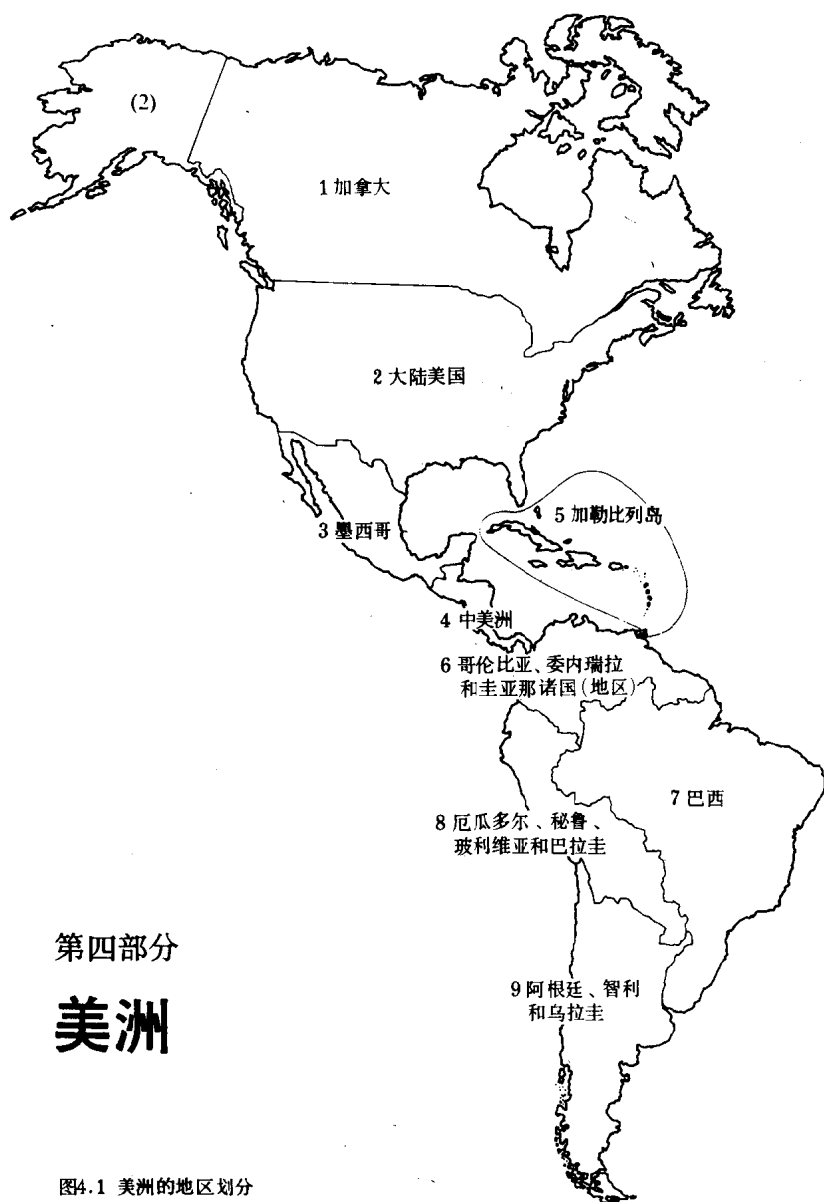 (2)
1 加拿大
2 大陆美国
3 墨西哥
5 加勒比列岛
4 中美洲
6 哥伦比亚、委内瑞拉
和圭亚那诸国(地区)
7 巴西
8 厄瓜多尔、秘鲁、
玻利维亚和巴拉圭
9 阿根廷、智利
和乌拉圭
第四部分
美洲
图4.1 美洲的地区划分